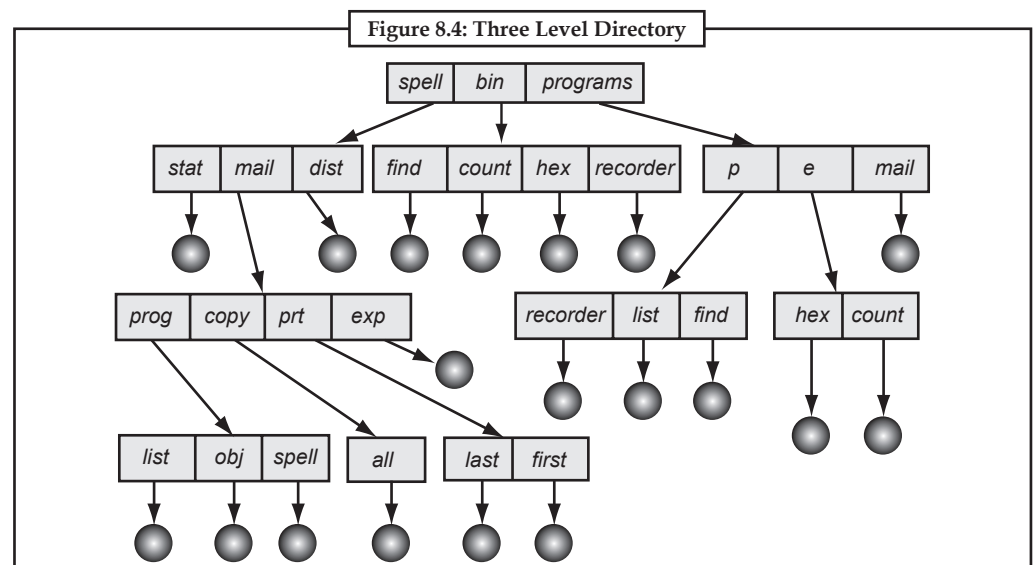 Figure 8.4: Three Level Directory
spell bin programs
stat mail dist find count hex recorder p e mail
prog copy prt exp recorder list find hex count
list obj spell all last first